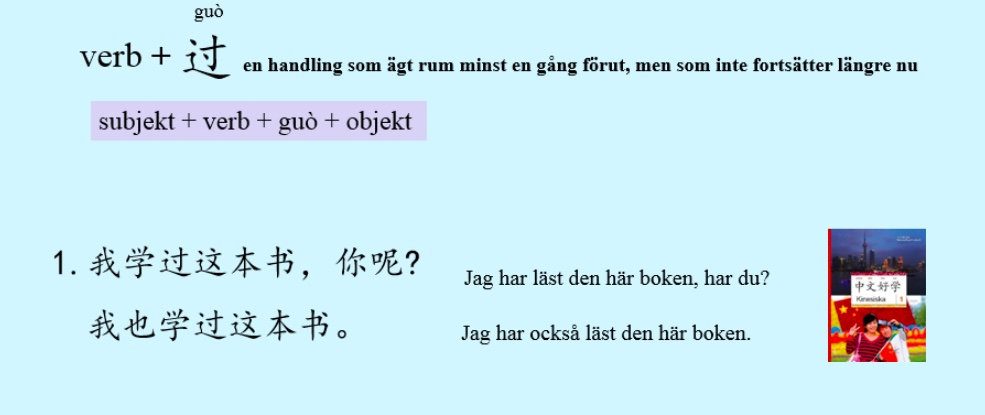 guò
verb + 过 en handling som ägt rum minst en gång förut, men som inte fortsätter längre nu
subjekt + verb + guò + objekt
1. 我学过这本书，你呢?
Jag har läst den här boken, har du?
我也学过这本书。
Jag har också läst den här boken.
中文好学
Kinesiska 1